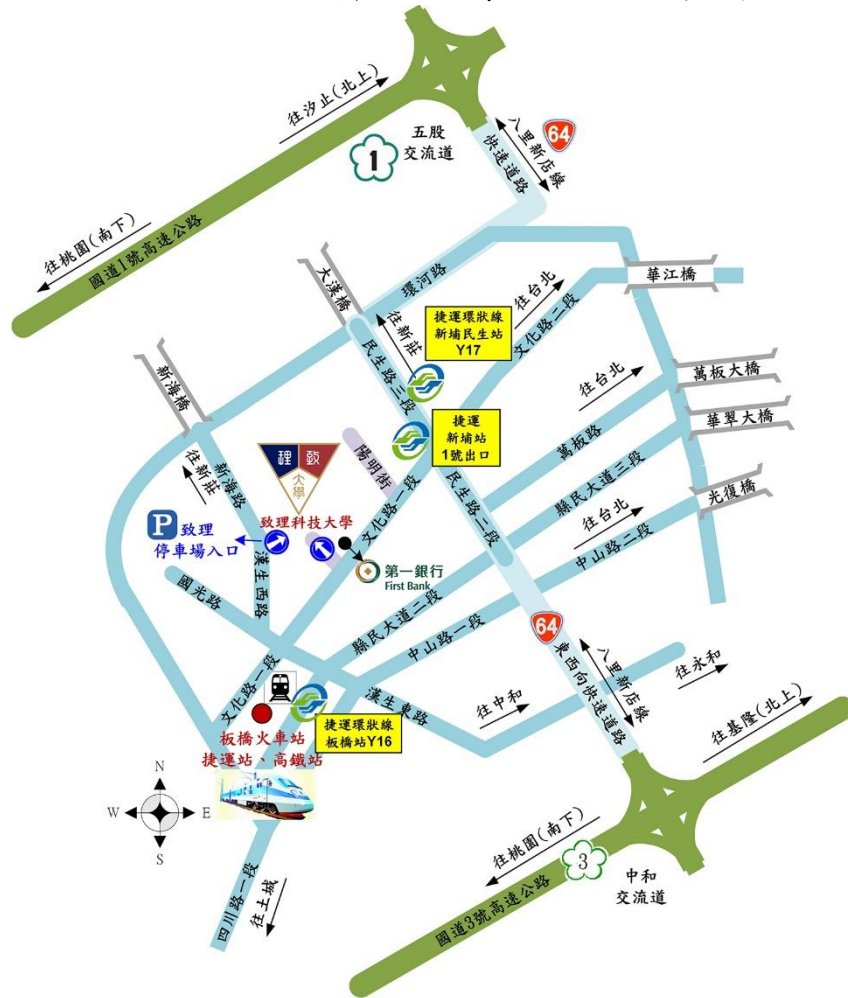 往汐止(北上)
五股
交流道
1
64
八里新店線
快速道路
往桃園(南下)
國道1號高速公路
大漢橋
環河路
往台北
華江橋
捷運環狀線
新埔民生站
Y17
文化路二段
往新莊
民生路三段
新海橋
往台北
萬板大橋
捷運
新埔站
1號出口
華翠大橋
萬板路
陽明街
理致
大學
往新莊
新海路
文化路一段
民生路二段
縣民大道三段
光復橋
往台北
P 致理
停車場入口
致理科技大學
漢生西路
第一銀行
First Bank
中山路二段
國光路
縣民大道二段
中山路一段
64
文化路一段
漢生東路
東西向快速道路
八里新店線
往永和
往中和
捷運環狀線
板橋站Y16
板橋火車站
捷運站、高鐵站
往基隆(北上)
N
W
E
S
往桃園(南下)
3
中和
交流道
國道3號高速公路
四川路一段
往土城